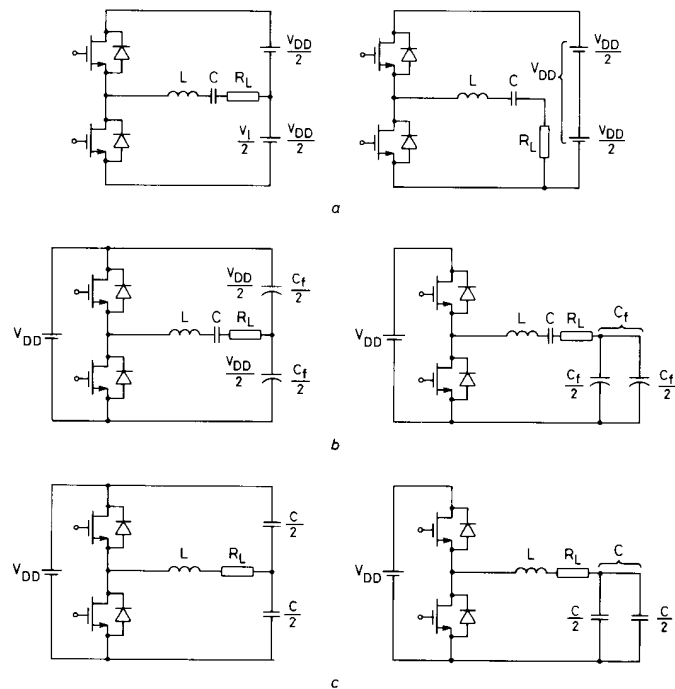 V_DD/2
L C R_L
V_I/2 V_DD/2
V_DD/2
V_DD
L C
R_L
V_DD/2
a
V_DD
V_DD/2 C_f/2
L C R_L
V_DD/2 C_f/2
V_DD
L C R_L C_f
C_f/2 C_f/2
b
V_DD
C/2
L R_L
C/2
V_DD
L R_L C
C/2 C/2
c